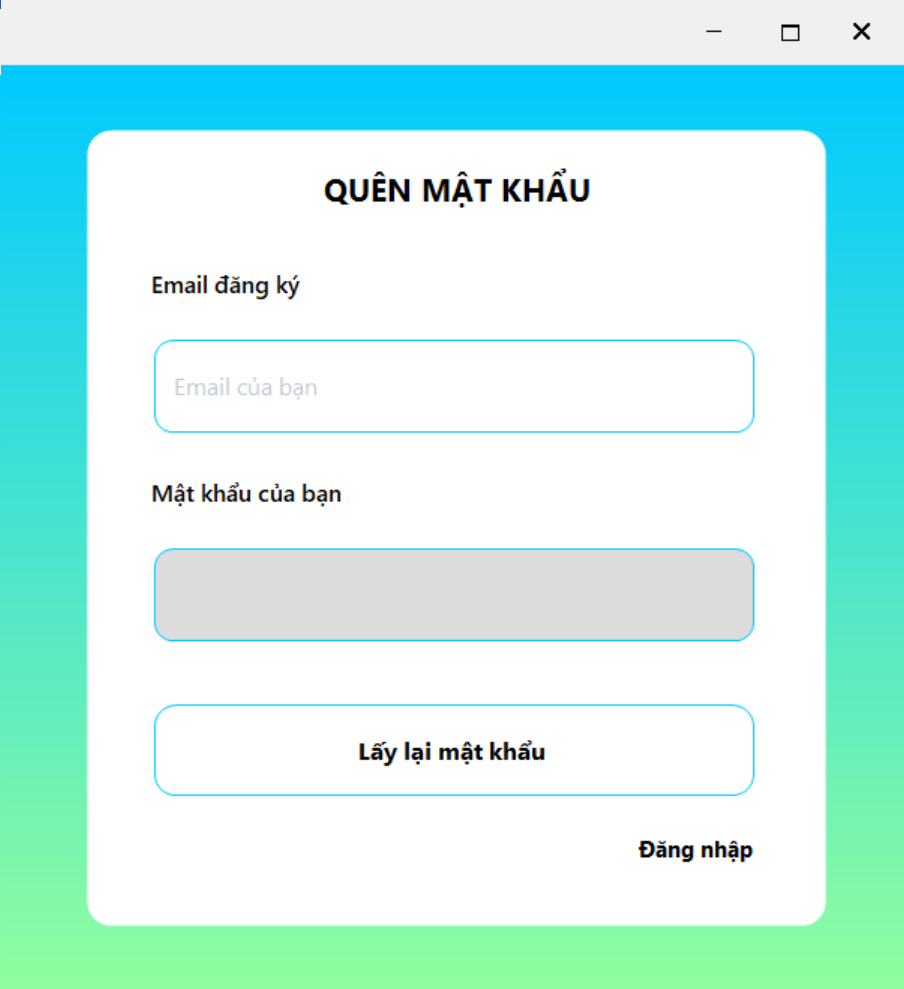 QUÊN MẬT KHẨU
Email đăng ký
Email của bạn
Mật khẩu của bạn
Lấy lại mật khẩu
Đăng nhập